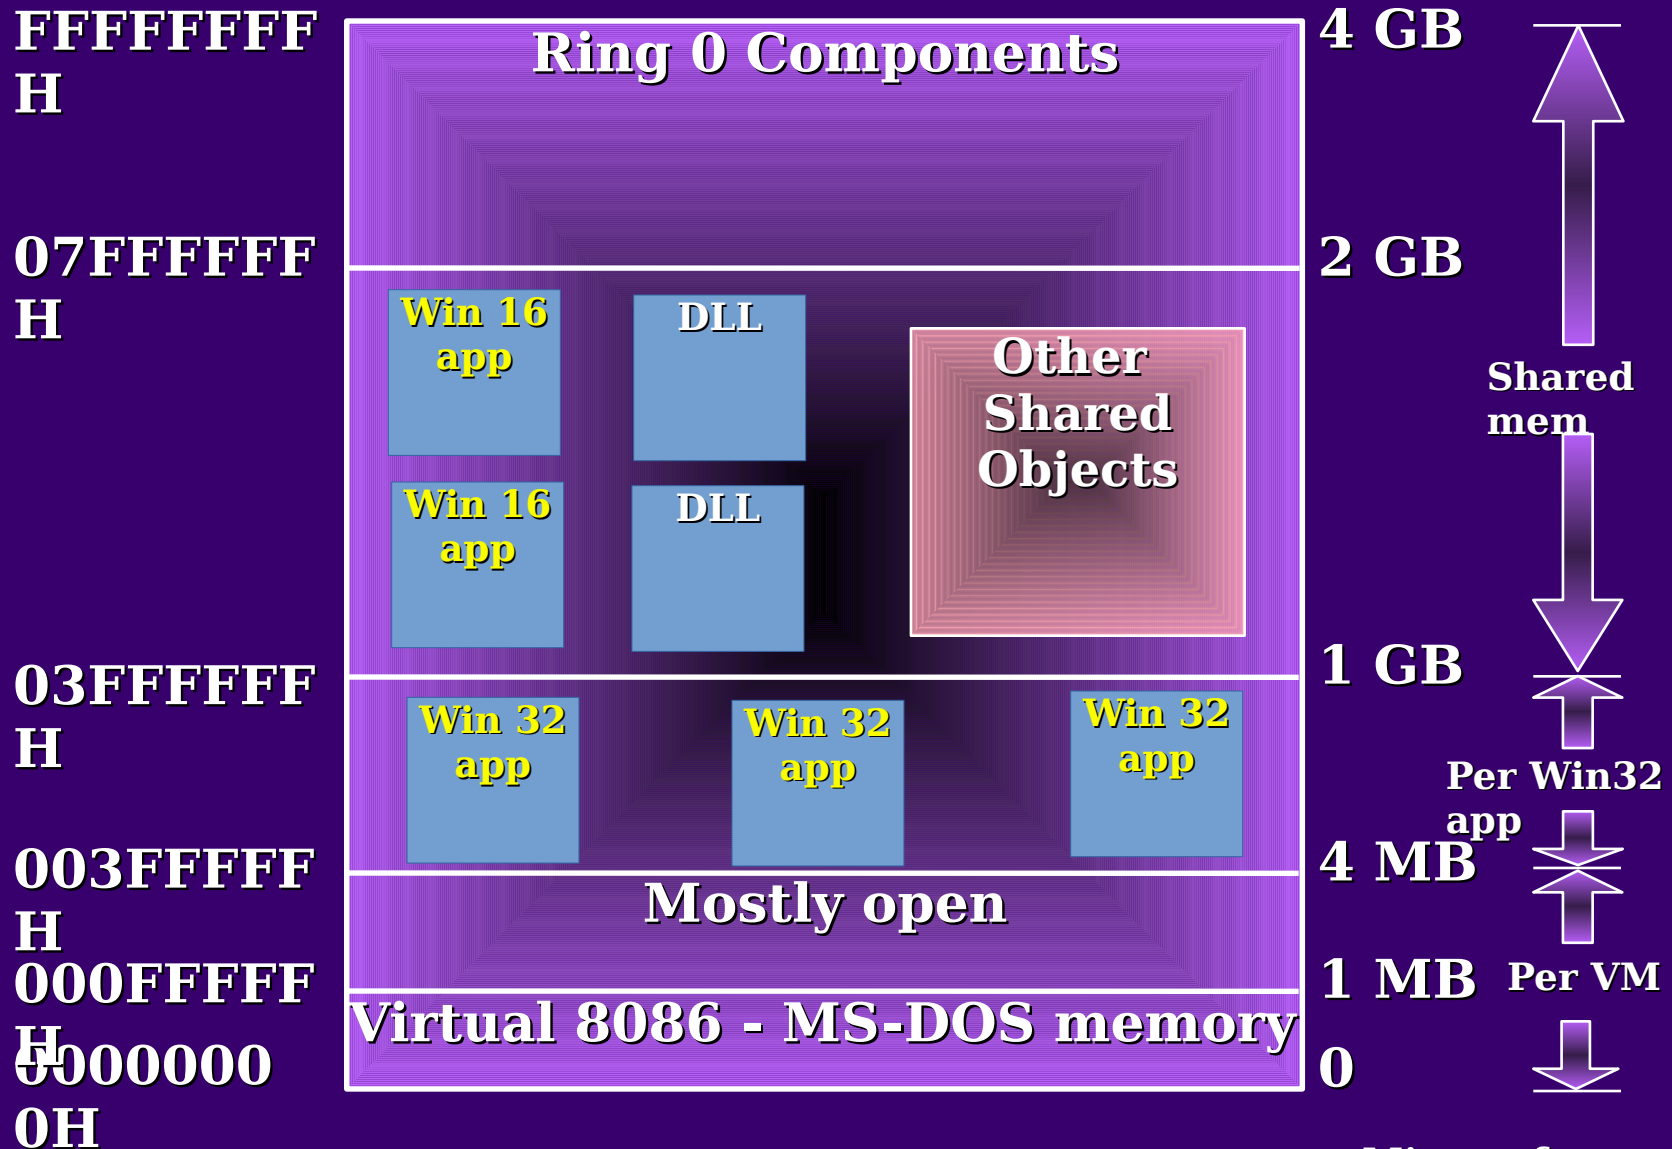 FFFFFFFF
H
07FFFFFF
H
03FFFFFF
H
003FFFFF
H
000FFFFF
H
0000000
0H
Ring 0 Components
Win 16
app
DLL
Other
Shared
Objects
Win 16
app
DLL
Win 32
app
Win 32
app
Win 32
app
Mostly open
Virtual 8086 - MS-DOS memory
4 GB
2 GB
1 GB
4 MB
1 MB
0
Shared
mem
Per Win32
app
Per VM